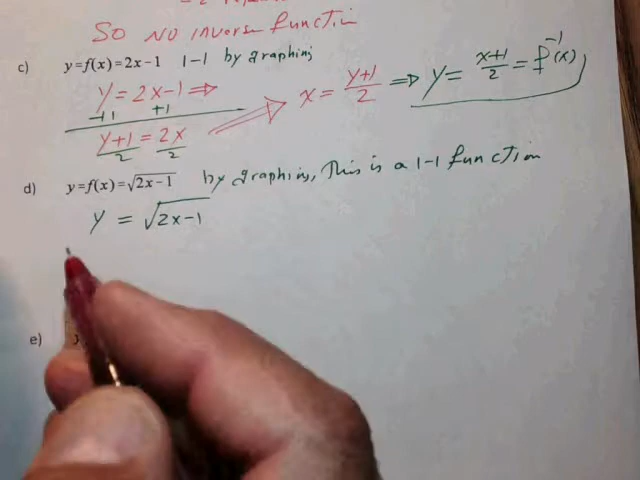 So No inverse function
c) y=f(x)=2x-1 1-1 by graphing
y = 2x-1 ⇒
+1 +1
x = y+1/2 ⇒ y = x+1/2 = f⁻¹(x)
y+1/2 = 2x/2
d) y=f(x)=√2x-1 by graphing, This is a 1-1 function
y = √2x-1
e)